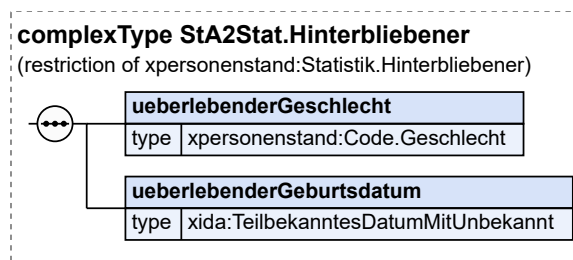 complexType StA2Stat.Hinterbliebener
(restriction of xpersonenstand:Statistik.Hinterbliebener)
ueberlebenderGeschlecht
type xpersonenstand:Code.Geschlecht
ueberlebenderGeburtsdatum
type xida:TeilbekanntesDatumMitUnbekannt